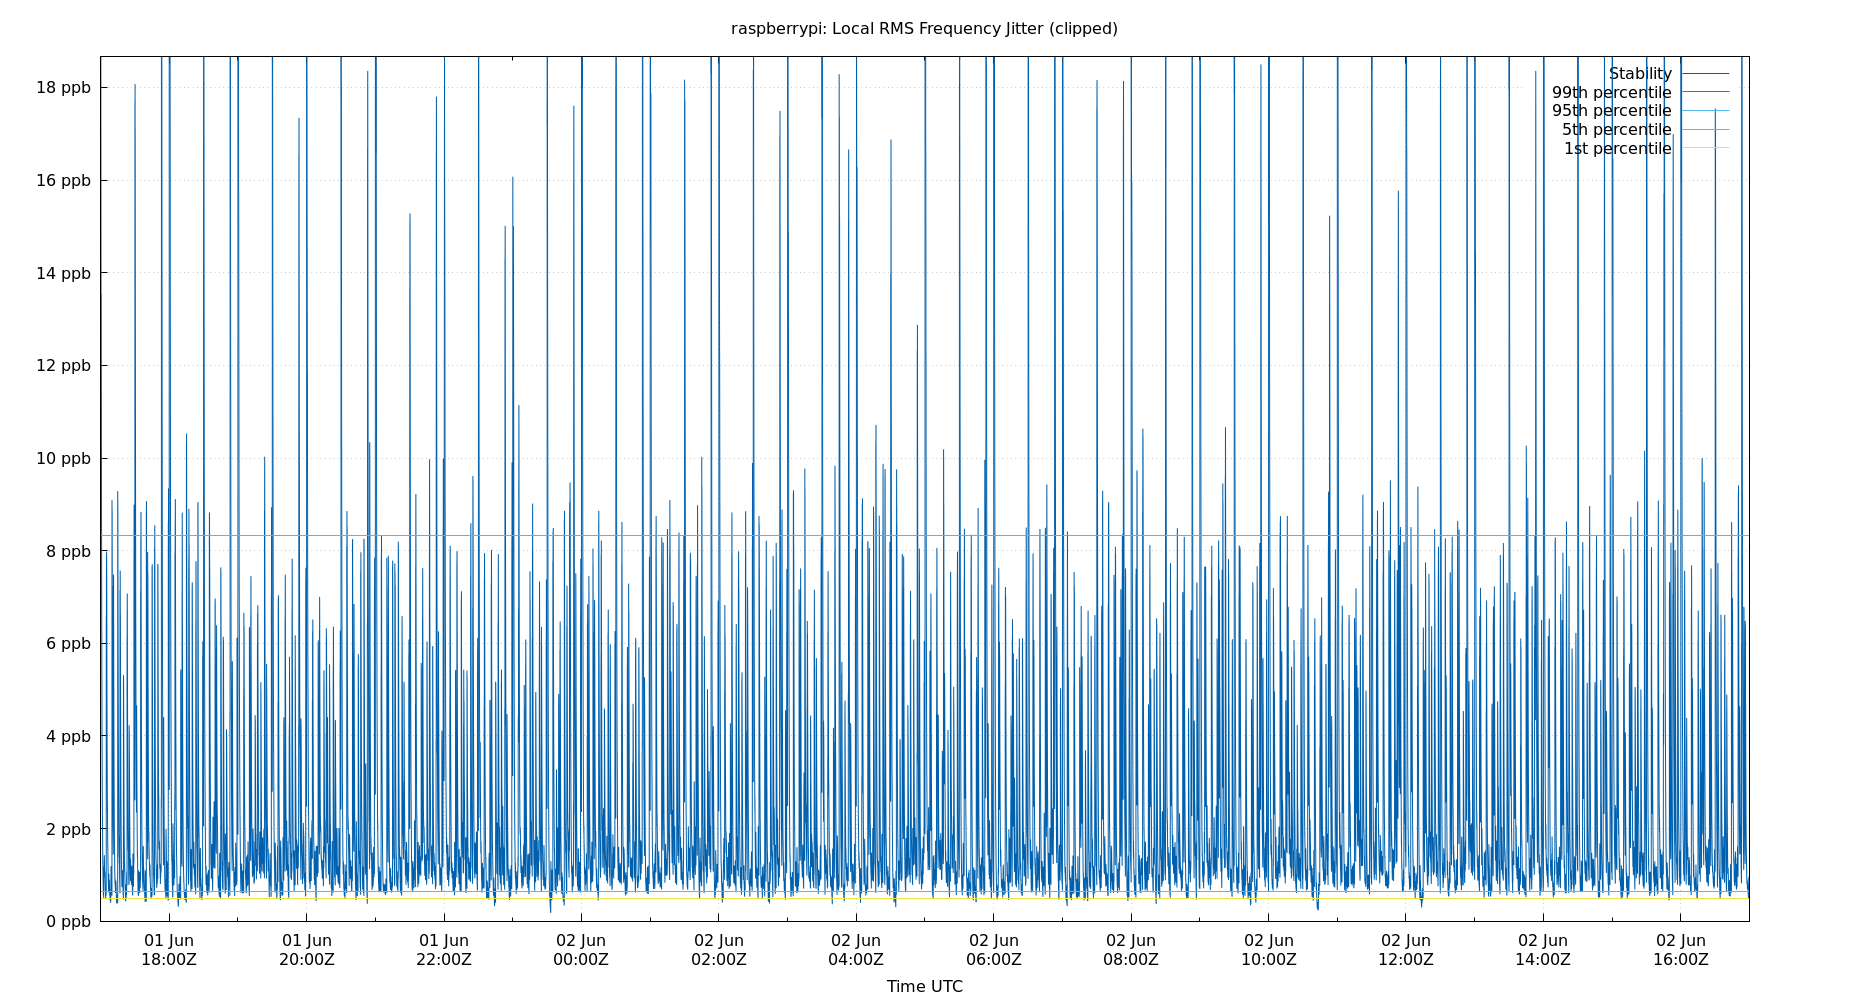 raspberrypi: Local RMS Frequency Jitter (clipped)
18 ppb
16 ppb
14 ppb
12 ppb
10 ppb
8 ppb
6 ppb
4 ppb
2 ppb
0 ppb
Stability
99th percentile
95th percentile
5th percentile
1st percentile
01 Jun 01 Jun 01 Jun 02 Jun 02 Jun 02 Jun 02 Jun 02 Jun 02 Jun 02 Jun 02 Jun 02 Jun
18:00Z 20:00Z 22:00Z 00:00Z 02:00Z 04:00Z 06:00Z 08:00Z 10:00Z 12:00Z 14:00Z 16:00Z
Time UTC